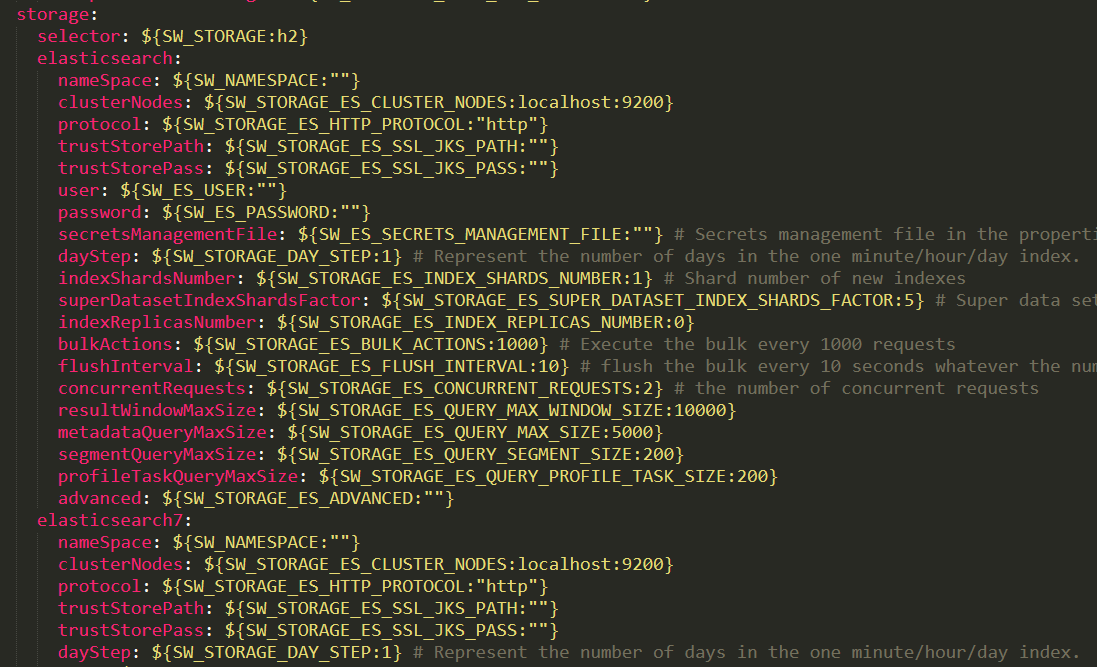 storage:
selector: ${SW_STORAGE:h2}
elasticsearch:
nameSpace: ${SW_NAMESPACE:""}
clusterNodes: ${SW_STORAGE_ES_CLUSTER_NODES:localhost:9200}
protocol: ${SW_STORAGE_ES_HTTP_PROTOCOL:"http"}
trustStorePath: ${SW_STORAGE_ES_SSL_JKS_PATH:""}
trustStorePass: ${SW_STORAGE_ES_SSL_JKS_PASS:""}
user: ${SW_ES_USER:""}
password: ${SW_ES_PASSWORD:""}
secretsManagementFile: ${SW_ES_SECRETS_MANAGEMENT_FILE:""} # Secrets management file in the properti
dayStep: ${SW_STORAGE_DAY_STEP:1} # Represent the number of days in the one minute/hour/day index.
indexShardsNumber: ${SW_STORAGE_ES_INDEX_SHARDS_NUMBER:1} # Shard number of new indexes
superDatasetIndexShardsFactor: ${SW_STORAGE_ES_SUPER_DATASET_INDEX_SHARDS_FACTOR:5} # Super data set
indexReplicasNumber: ${SW_STORAGE_ES_INDEX_REPLICAS_NUMBER:0}
bulkActions: ${SW_STORAGE_ES_BULK_ACTIONS:1000} # Execute the bulk every 1000 requests
flushInterval: ${SW_STORAGE_ES_FLUSH_INTERVAL:10} # flush the bulk every 10 seconds whatever the num
concurrentRequests: ${SW_STORAGE_ES_CONCURRENT_REQUESTS:2} # the number of concurrent requests
resultWindowMaxSize: ${SW_STORAGE_ES_QUERY_MAX_WINDOW_SIZE:10000}
metadataQueryMaxSize: ${SW_STORAGE_ES_QUERY_MAX_SIZE:5000}
segmentQueryMaxSize: ${SW_STORAGE_ES_QUERY_SEGMENT_SIZE:200}
profileTaskQueryMaxSize: ${SW_STORAGE_ES_QUERY_PROFILE_TASK_SIZE:200}
advanced: ${SW_STORAGE_ES_ADVANCED:""}
elasticsearch7:
nameSpace: ${SW_NAMESPACE:""}
clusterNodes: ${SW_STORAGE_ES_CLUSTER_NODES:localhost:9200}
protocol: ${SW_STORAGE_ES_HTTP_PROTOCOL:"http"}
trustStorePath: ${SW_STORAGE_ES_SSL_JKS_PATH:""}
trustStorePass: ${SW_STORAGE_ES_SSL_JKS_PASS:""}
dayStep: ${SW_STORAGE_DAY_STEP:1} # Represent the number of days in the one minute/hour/day index.